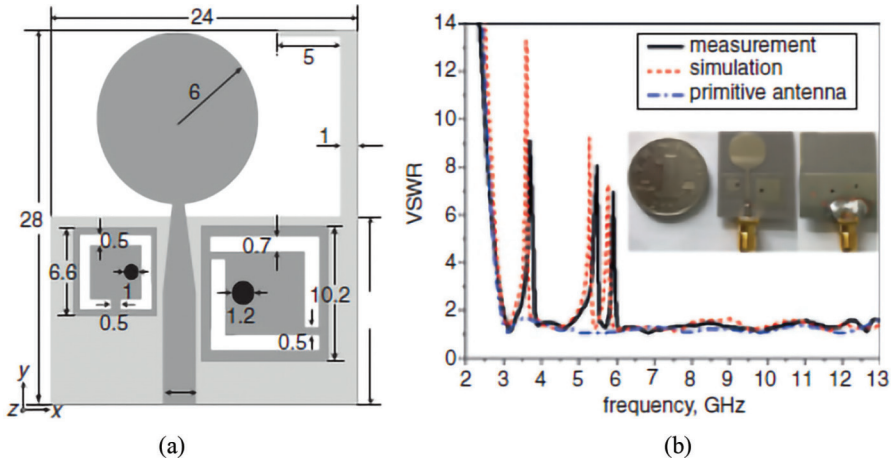 24
5
6
1
28
0.5
0.7
6.6
1
10.2
1.2
0.5
0.5
y
z x
(a)
14
12
10
8
6
4
2
0
VSWR
measurement
simulation
primitive antenna
2 3 4 5 6 7 8 9 10 11 12 13
frequency, GHz
(b)